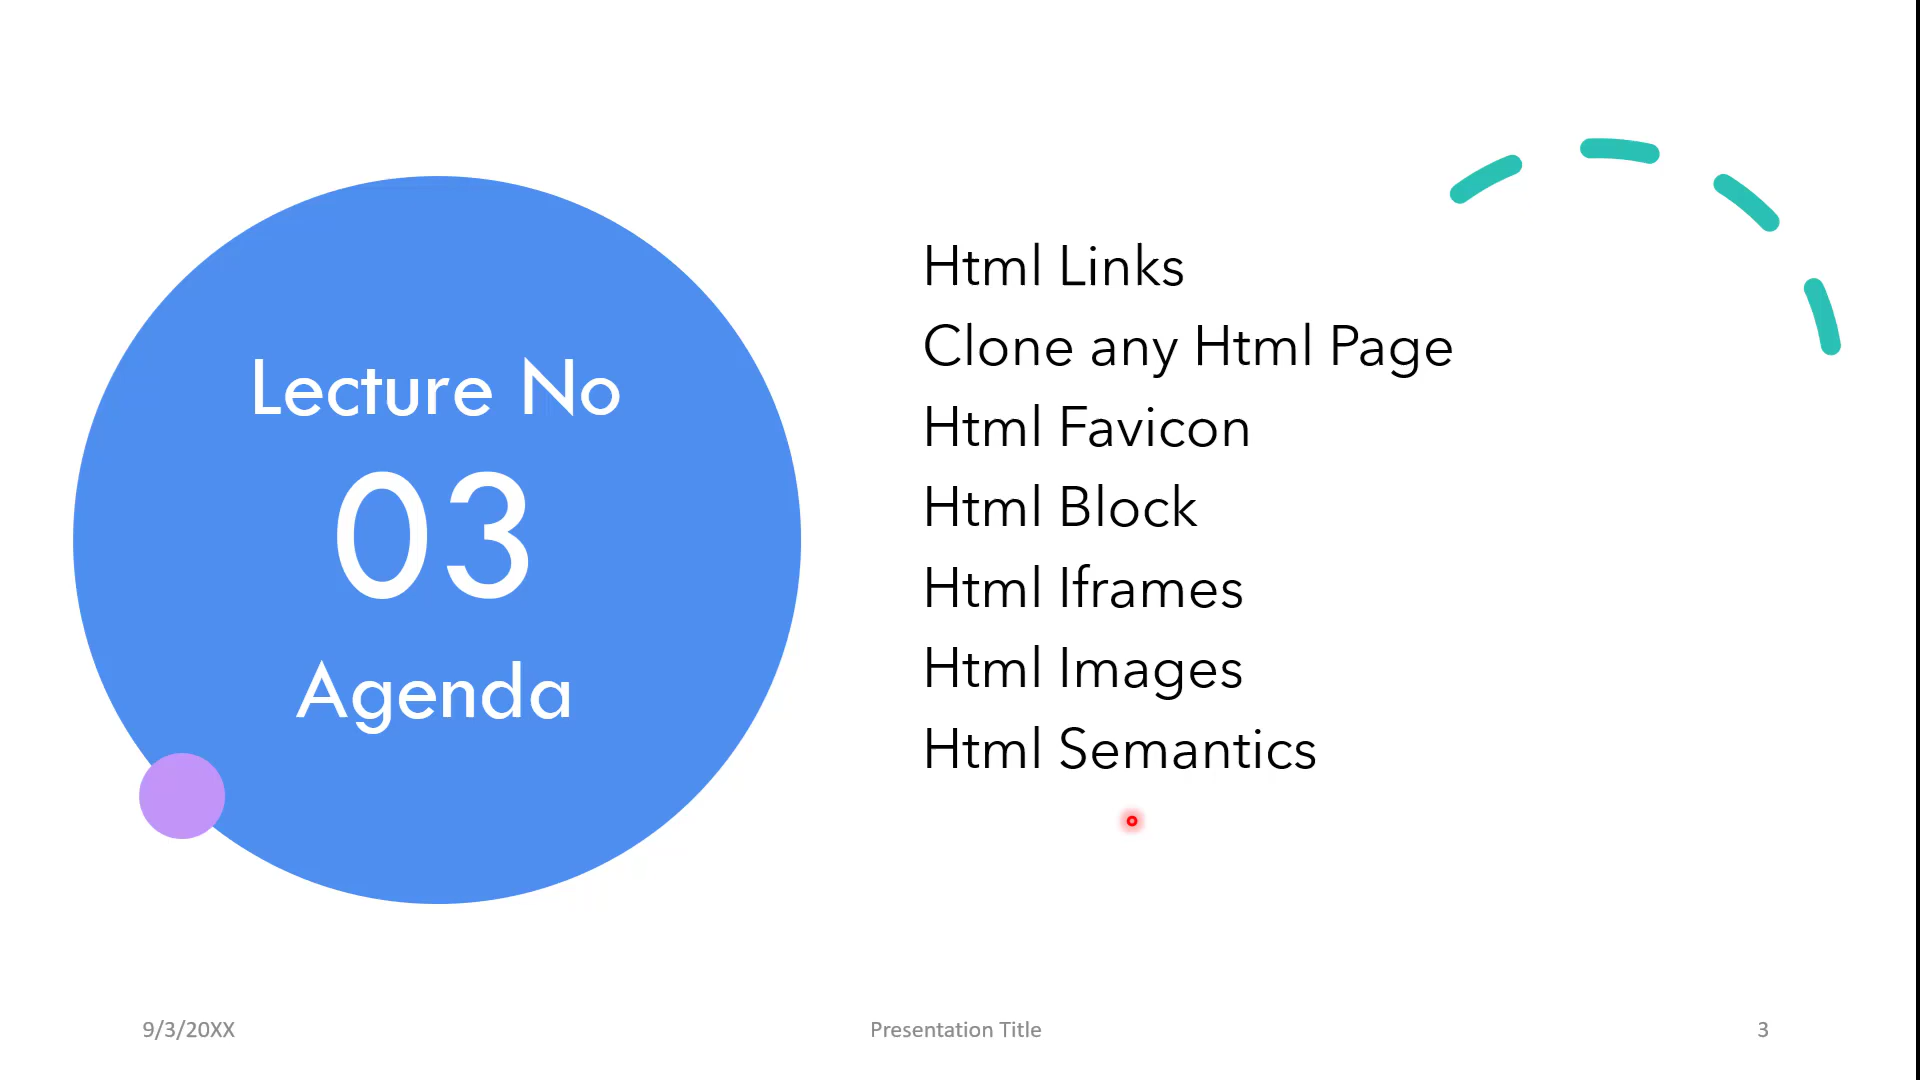 Lecture No
03
Agenda
Html Links
Clone any Html Page
Html Favicon
Html Block
Html Iframes
Html Images
Html Semantics
9/3/20XX
Presentation Title
3